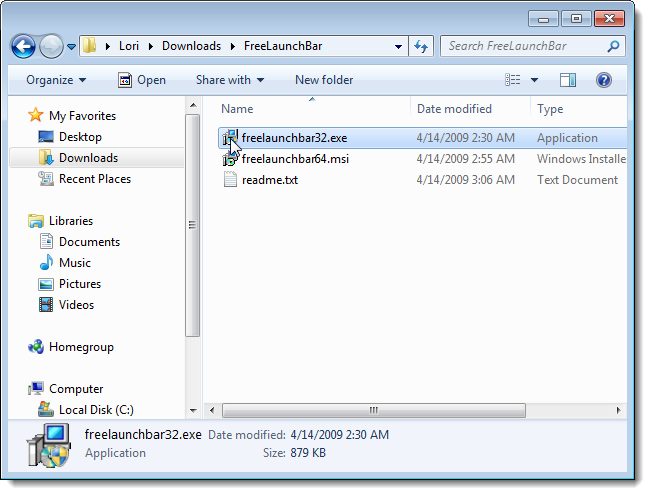 Lori Downloads FreeLaunchBar Search FreeLaunchBar
Organize Open Share with New folder
Name Date modified Type
My Favorites
Desktop
Downloads
Recent Places
Libraries
Documents
Music
Pictures
Videos
Homegroup
Computer
Local Disk (C:)
freelaunchbar32.exe 4/14/2009 2:30 AM Application
freelaunchbar64.msi 4/14/2009 2:55 AM Windows Installe
readme.txt 4/14/2009 3:06 AM Text Document
freelaunchbar32.exe Date modified: 4/14/2009 2:30 AM
Application Size: 879 KB